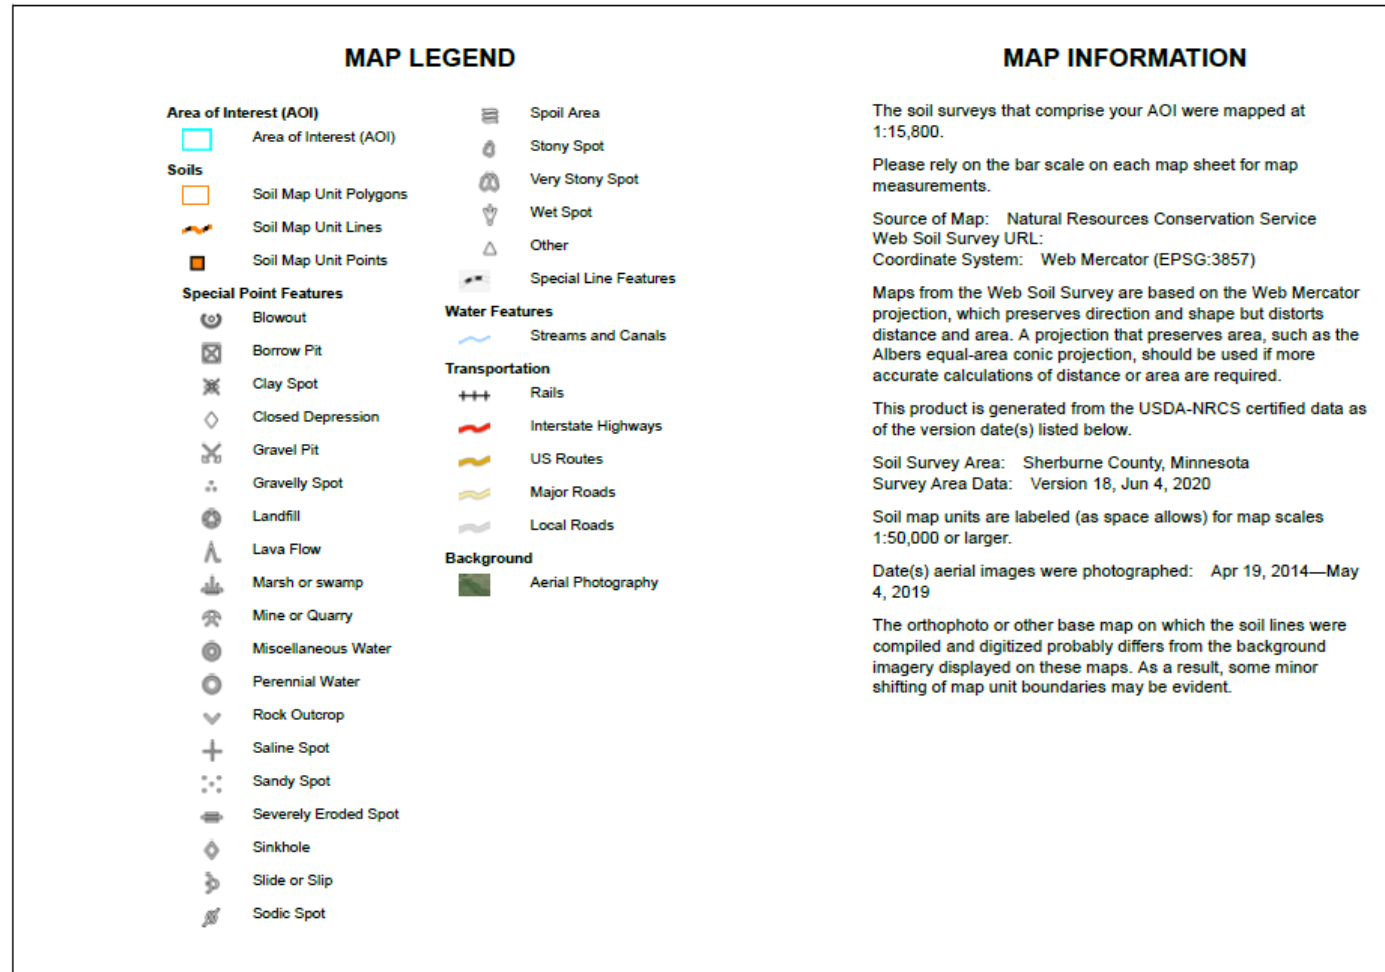 MAP LEGEND
Area of Interest (AOI)
Area of Interest (AOI)
Soils
Soil Map Unit Polygons
Soil Map Unit Lines
Soil Map Unit Points
Special Point Features
Blowout
Borrow Pit
Clay Spot
Closed Depression
Gravel Pit
Gravelly Spot
Landfill
Lava Flow
Marsh or swamp
Mine or Quarry
Miscellaneous Water
Perennial Water
Rock Outcrop
Saline Spot
Sandy Spot
Severely Eroded Spot
Sinkhole
Slide or Slip
Sodic Spot
Spoil Area
Stony Spot
Very Stony Spot
Wet Spot
Other
Special Line Features
Water Features
Streams and Canals
Transportation
Rails
Interstate Highways
US Routes
Major Roads
Local Roads
Background
Aerial Photography
MAP INFORMATION
The soil surveys that comprise your AOI were mapped at
1:15,800.
Please rely on the bar scale on each map sheet for map
measurements.
Source of Map: Natural Resources Conservation Service
Web Soil Survey URL:
Coordinate System: Web Mercator (EPSG:3857)
Maps from the Web Soil Survey are based on the Web Mercator
projection, which preserves direction and shape but distorts
distance and area. A projection that preserves area, such as the
Albers equal-area conic projection, should be used if more
accurate calculations of distance or area are required.
This product is generated from the USDA-NRCS certified data as
of the version date(s) listed below.
Soil Survey Area: Sherburne County, Minnesota
Survey Area Data: Version 18, Jun 4, 2020
Soil map units are labeled (as space allows) for map scales
1:50,000 or larger.
Date(s) aerial images were photographed: Apr 19, 2014—May
4, 2019
The orthophoto or other base map on which the soil lines were
compiled and digitized probably differs from the background
imagery displayed on these maps. As a result, some minor
shifting of map unit boundaries may be evident.